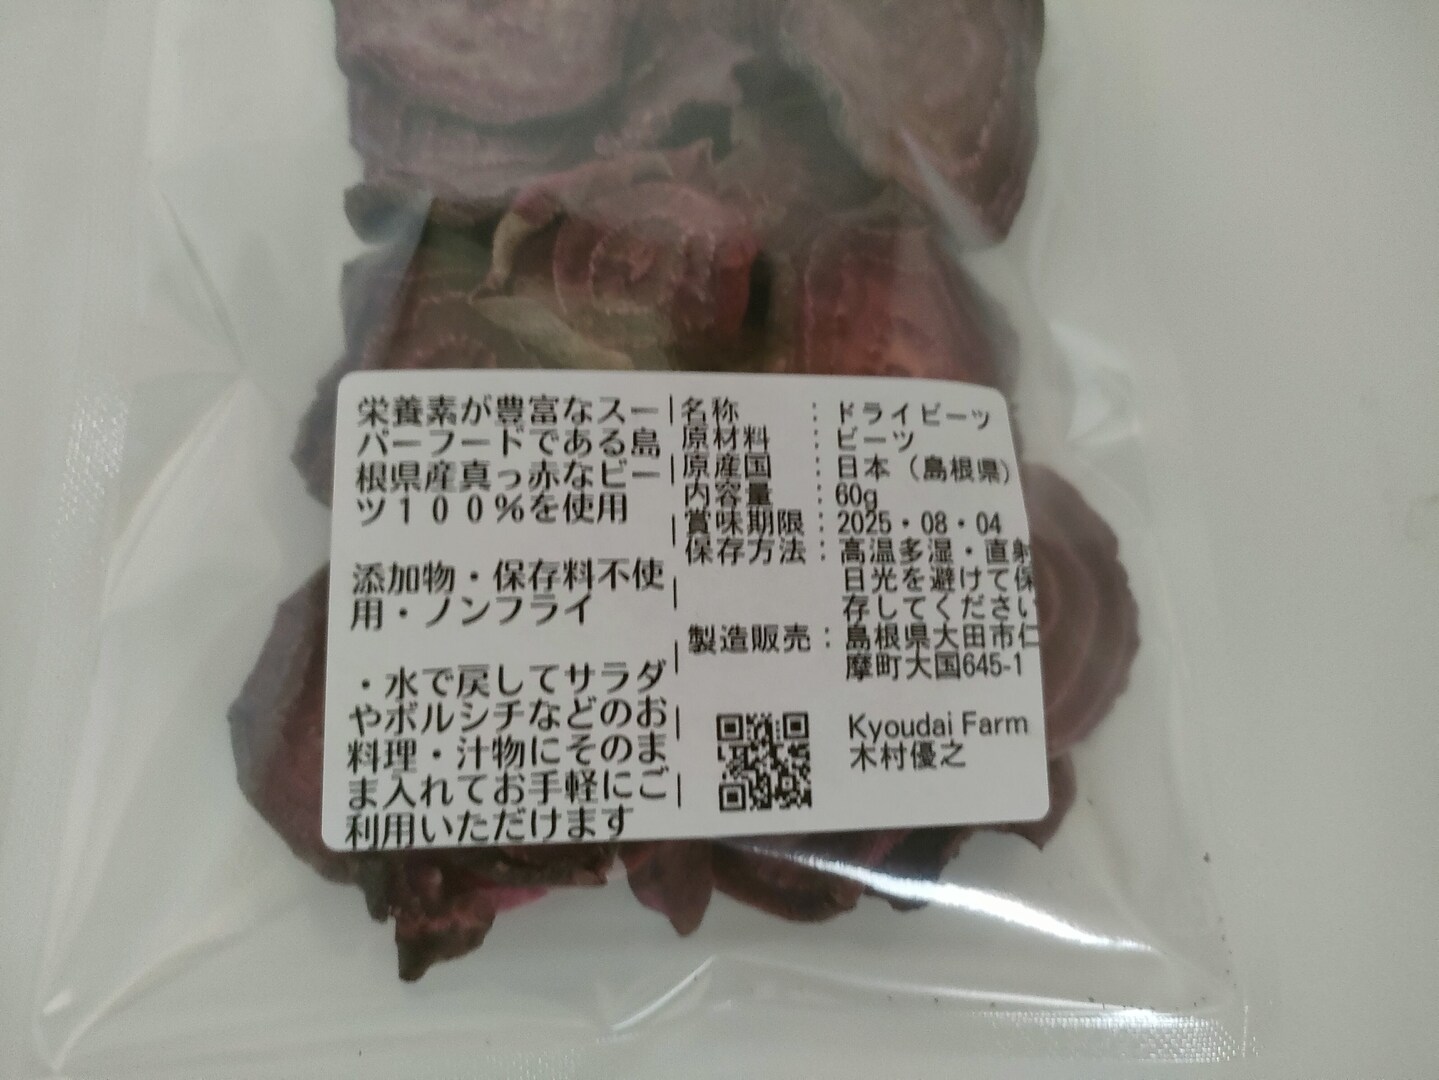 栄養素が豊富なスー
パーフードである島
根県産真っ赤なビー
ツ１００％を使用
添加物・保存料不使
用・ノンフライ
・水で戻してサラダ
やボルシチなどのお
料理・汁物にそのま
ま入れてお手軽にご
利用いただけます
名称 : ドライビーツ
原材料 : ビーツ
原産国 : 日本（島根県）
内容量 : 60g
賞味期限 : 2025・08・04
保存方法 : 高温多湿・直射
日光を避けて保
存してください
製造販売 : 島根県大田市仁
摩町大国645-1
Kyoudai Farm
木村優之